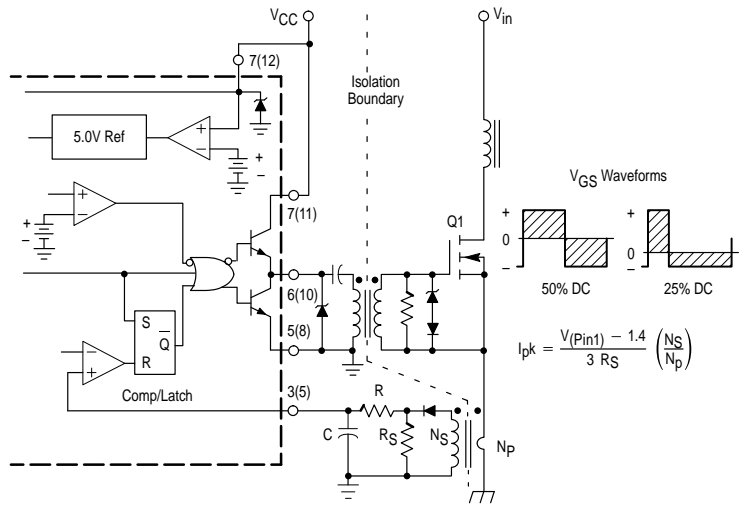 VCC
Vin
7(12)
Isolation
Boundary
5.0V Ref
+
–
+
–
VGS Waveforms
+
–
+
–
7(11)
Q1
+
0
–
+
0
–
50% DC
25% DC
6(10)
5(8)
S
Q
R
–
+
Comp/Latch
Ipk = V(Pin1) – 1.4 / 3 RS (NS/Np)
3(5)
R
C
RS
NS
NP